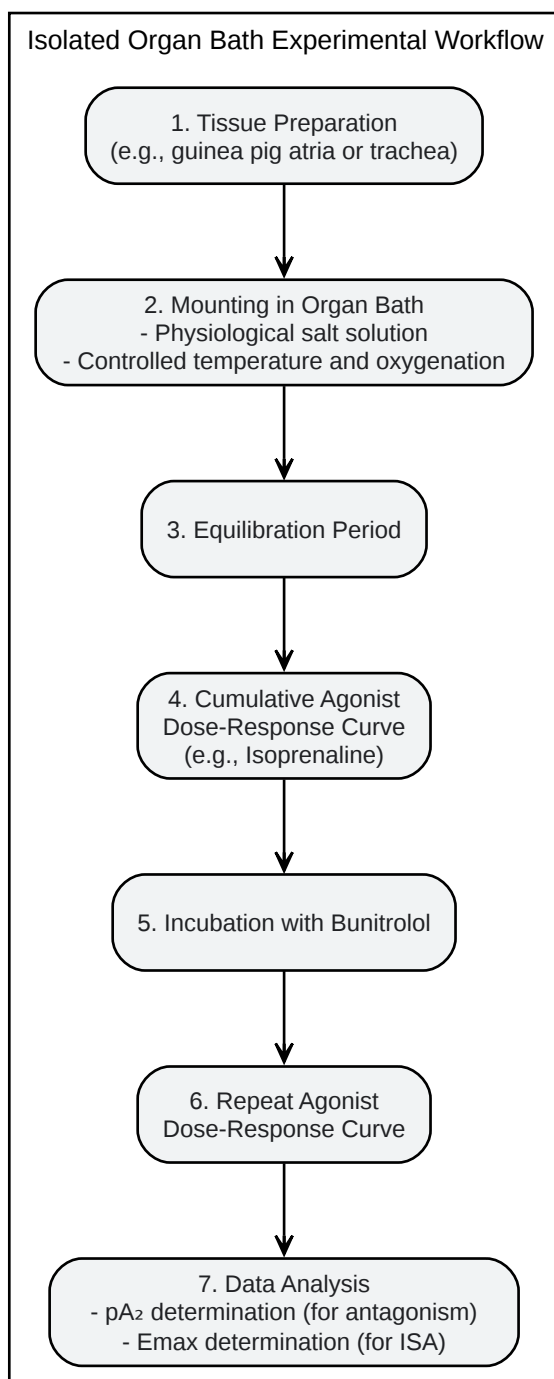 Isolated Organ Bath Experimental Workflow
1. Tissue Preparation
(e.g., guinea pig atria or trachea)
2. Mounting in Organ Bath
- Physiological salt solution
- Controlled temperature and oxygenation
3. Equilibration Period
4. Cumulative Agonist
Dose-Response Curve
(e.g., Isoprenaline)
5. Incubation with Bunitrolol
6. Repeat Agonist
Dose-Response Curve
7. Data Analysis
- pA₂ determination (for antagonism)
- Emax determination (for ISA)